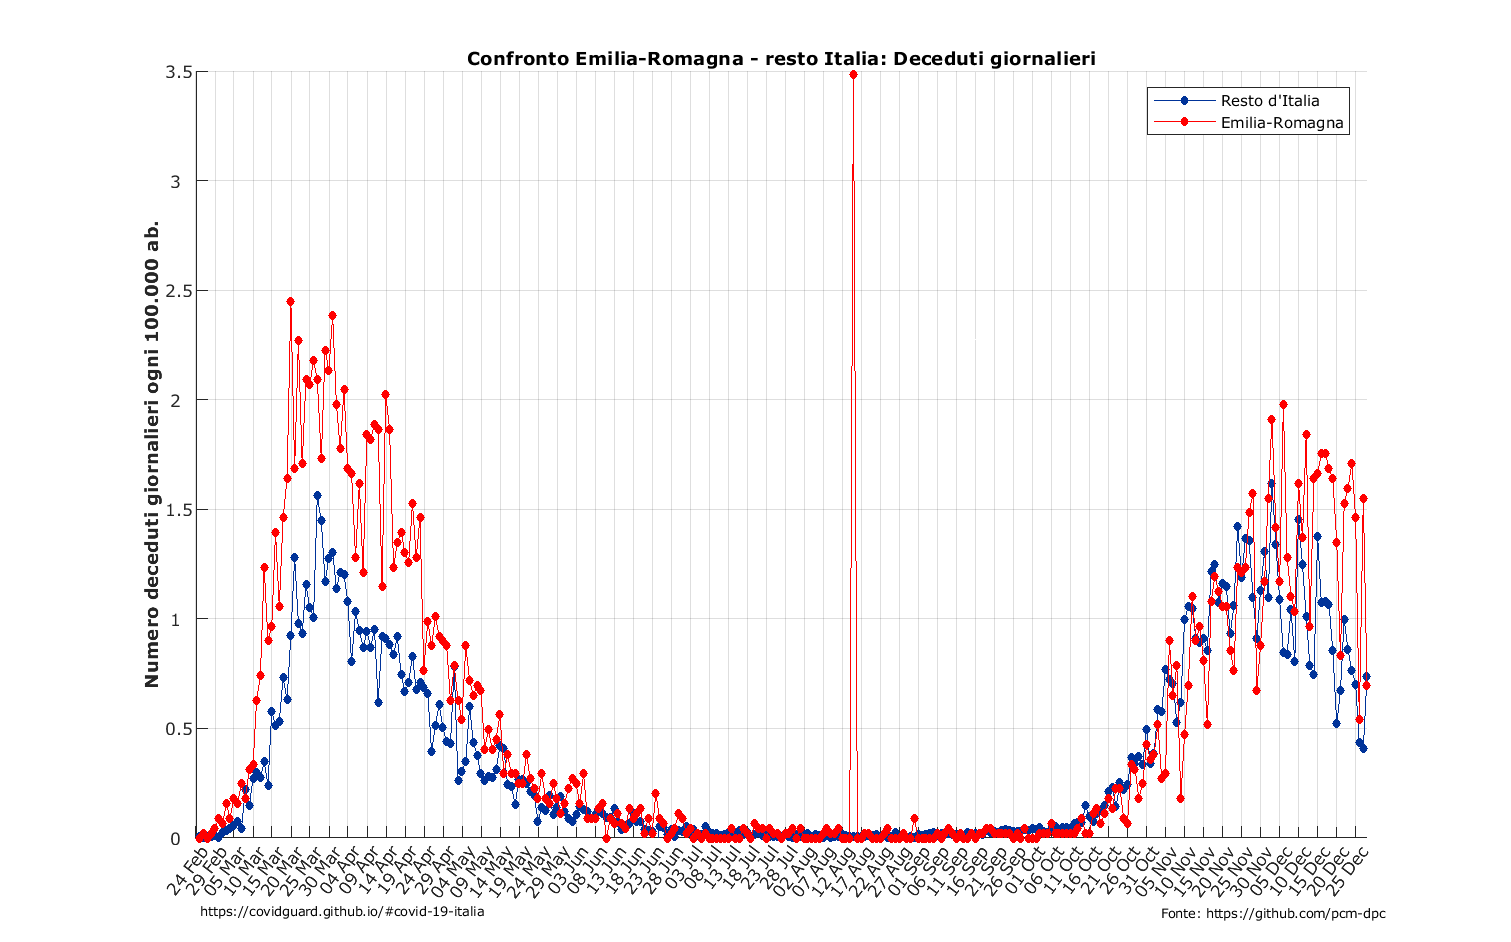 Confronto Emilia-Romagna - resto Italia: Deceduti giornalieri
Resto d'Italia
Emilia-Romagna
Numero deceduti giornalieri ogni 100.000 ab.
3.5
3
2.5
2
1.5
1
0.5
0
24 Feb
29 Feb
05 Mar
10 Mar
15 Mar
20 Mar
25 Mar
30 Mar
04 Apr
09 Apr
14 Apr
19 Apr
24 Apr
29 Apr
04 May
09 May
14 May
19 May
24 May
29 May
03 Jun
08 Jun
13 Jun
18 Jun
23 Jun
28 Jun
03 Jul
08 Jul
13 Jul
18 Jul
23 Jul
28 Jul
02 Aug
07 Aug
12 Aug
17 Aug
22 Aug
27 Aug
01 Sep
06 Sep
11 Sep
16 Sep
21 Sep
26 Sep
01 Oct
06 Oct
11 Oct
16 Oct
21 Oct
26 Oct
31 Oct
05 Nov
10 Nov
15 Nov
20 Nov
25 Nov
30 Nov
05 Dec
10 Dec
15 Dec
20 Dec
25 Dec
https://covidguard.github.io/#covid-19-italia
Fonte: https://github.com/pcm-dpc